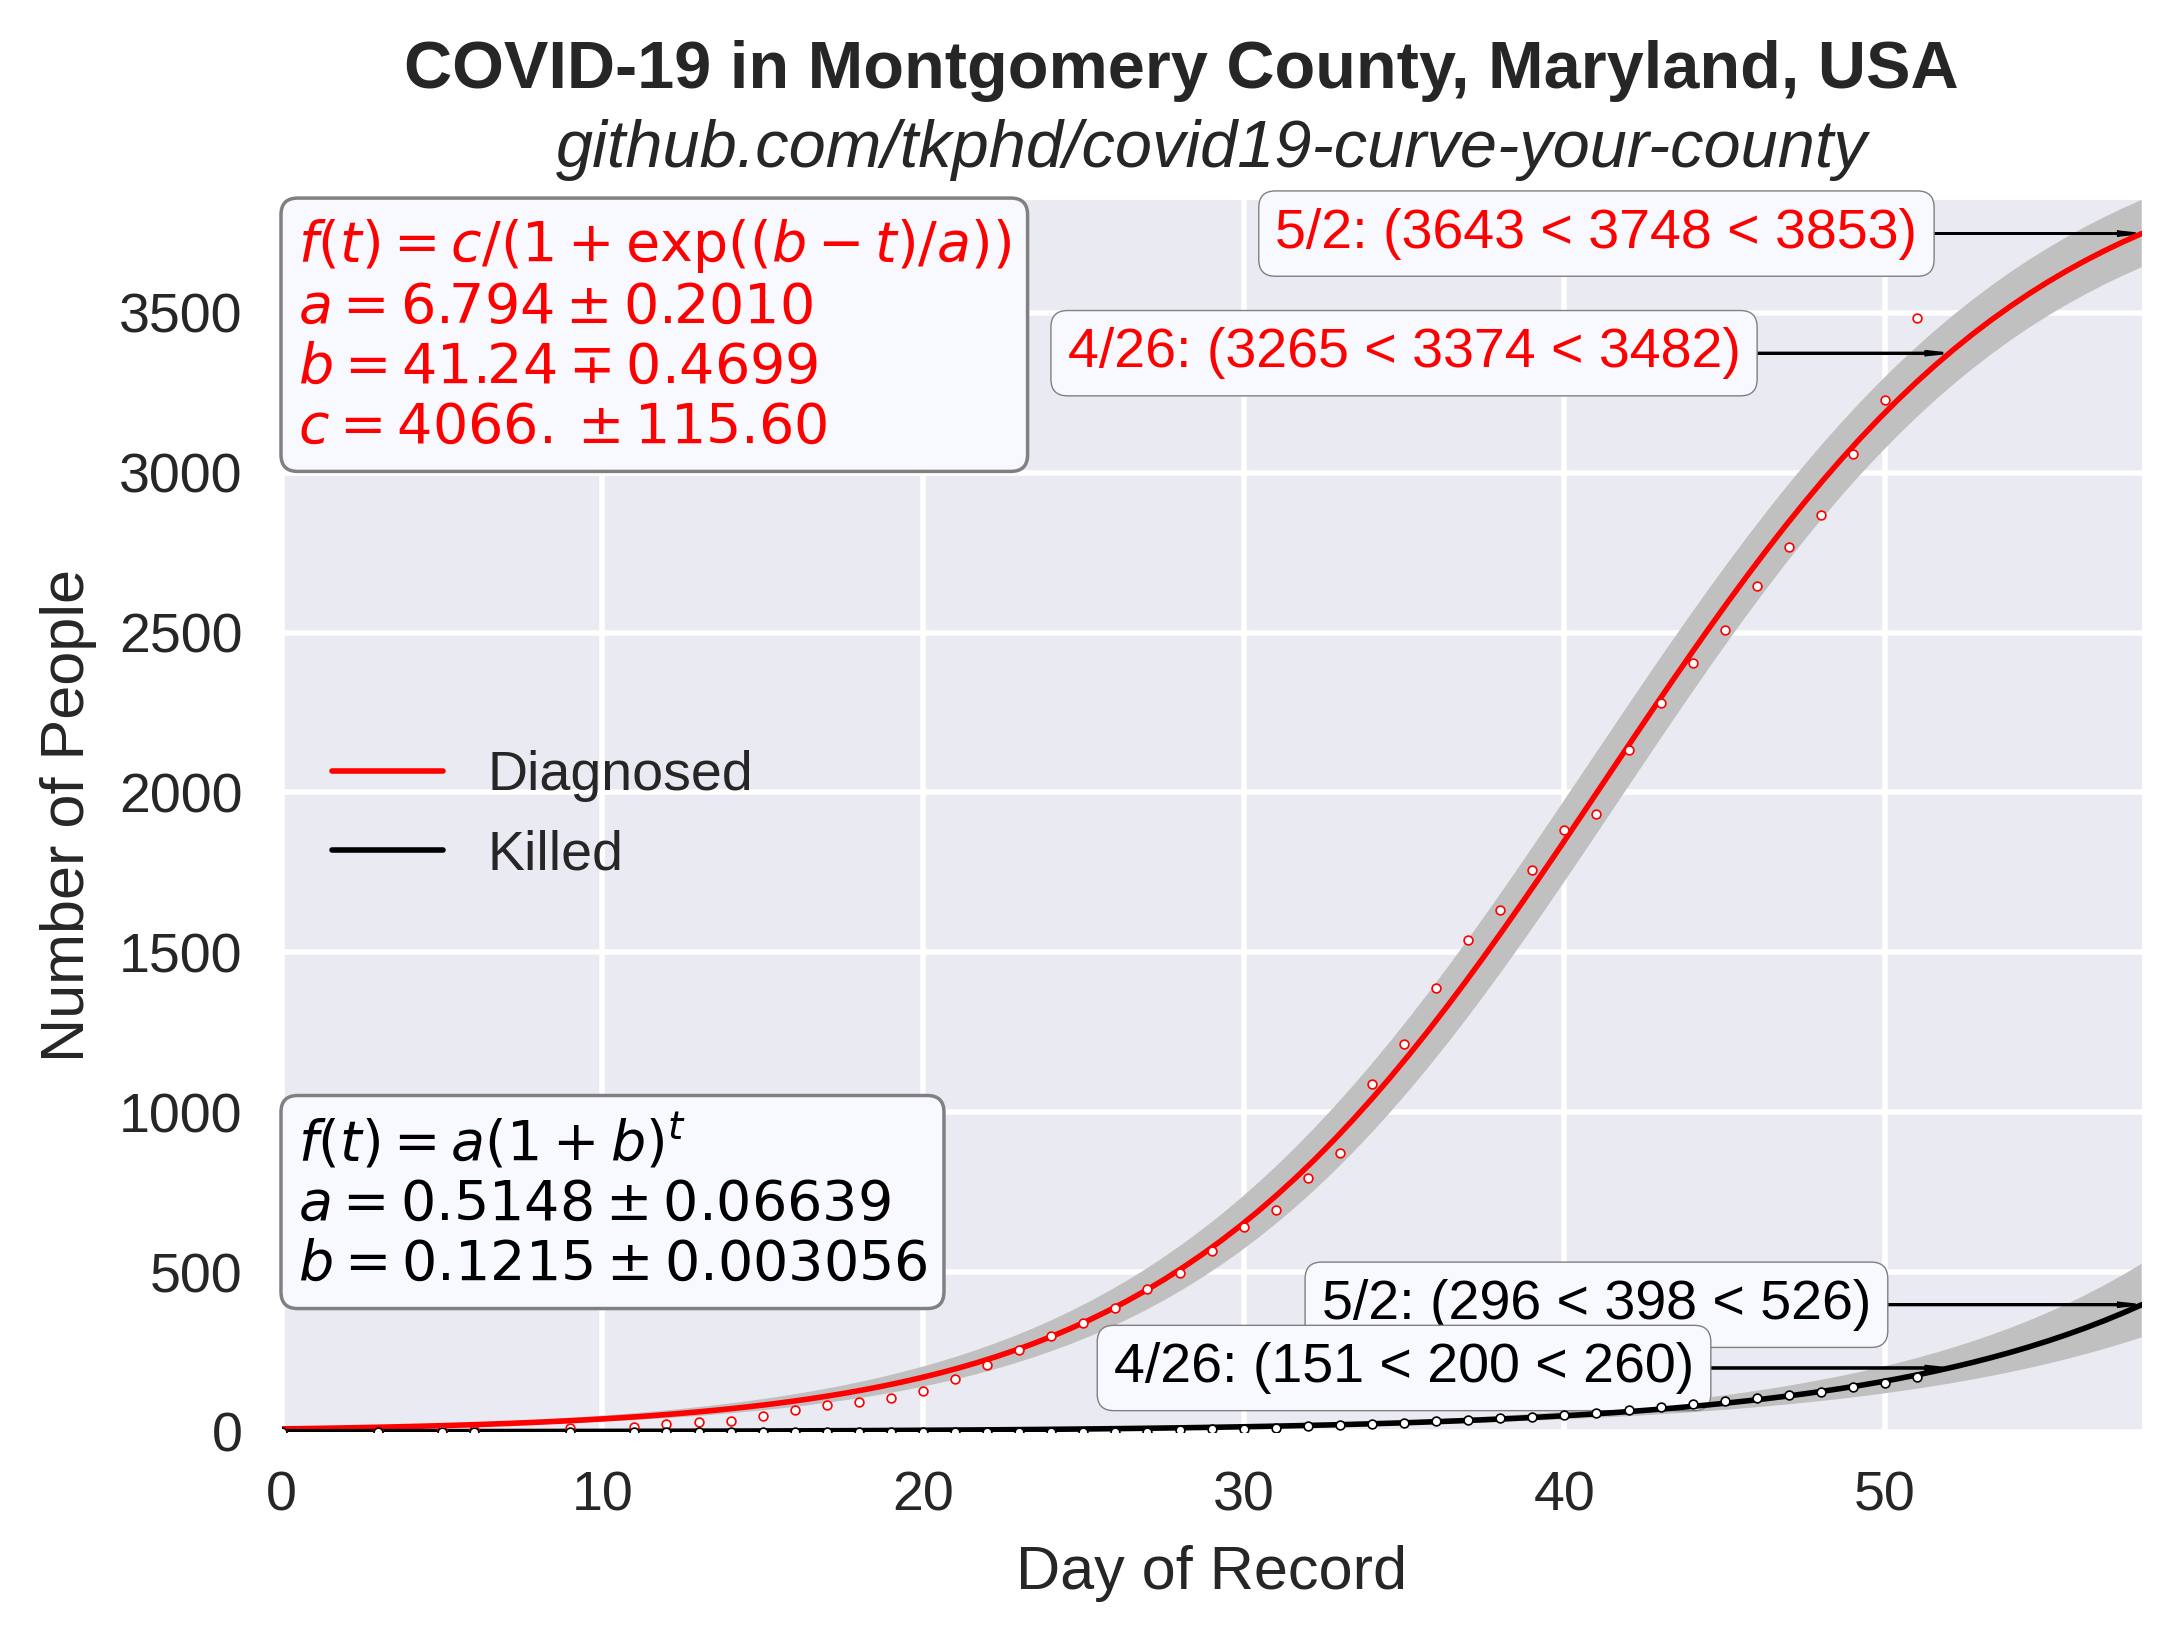 COVID-19 in Montgomery County, Maryland, USA
github.com/tkphd/covid19-curve-your-county
f(t) = c/(1 + exp((b − t)/a))
a = 6.794 ± 0.2010
b = 41.24 ∓ 0.4699
c = 4066. ± 115.60
5/2: (3643 < 3748 < 3853)
4/26: (3265 < 3374 < 3482)
Diagnosed
Killed
f(t) = a(1 + b)^t
a = 0.5148 ± 0.06639
b = 0.1215 ± 0.003056
5/2: (296 < 398 < 526)
4/26: (151 < 200 < 260)
Number of People
3500
3000
2500
2000
1500
1000
500
0
0 10 20 30 40 50
Day of Record